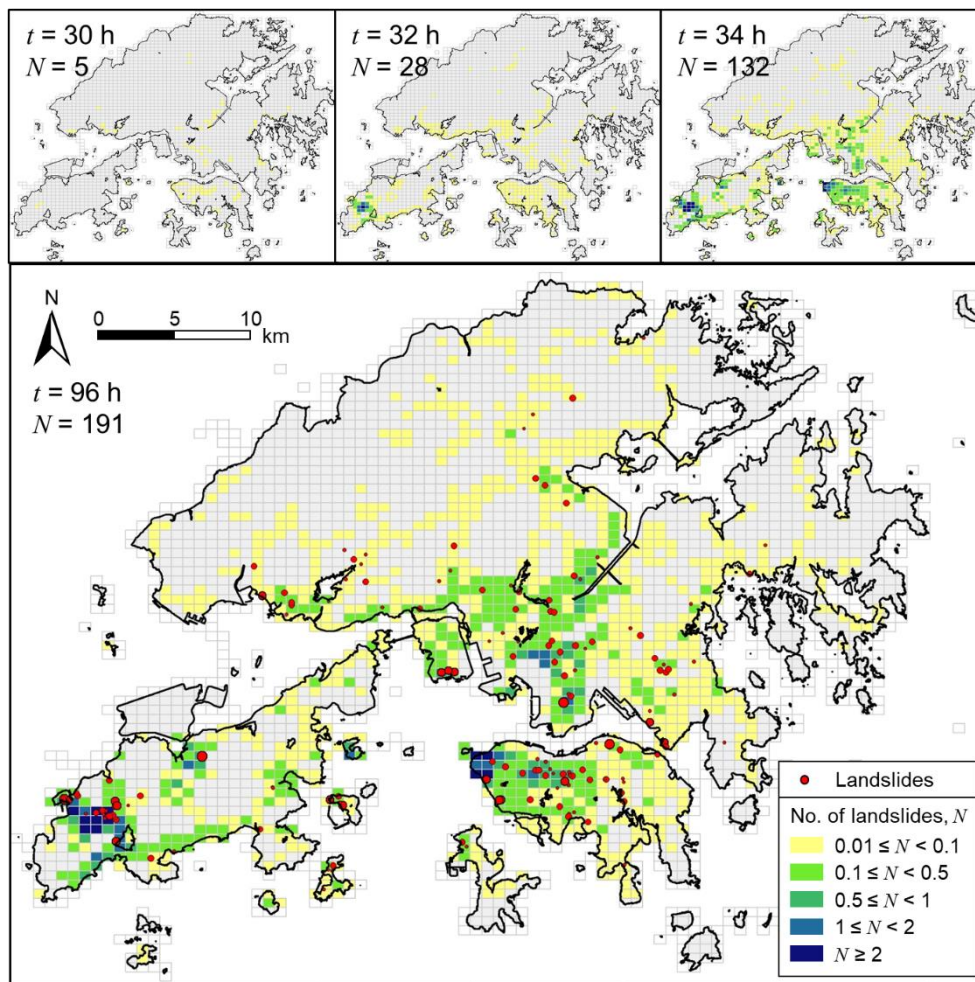 t = 30 h
N = 5
t = 32 h
N = 28
t = 34 h
N = 132
N
0 5 10
km
t = 96 h
N = 191
Landslides
No. of landslides, N
0.01 ≤ N < 0.1
0.1 ≤ N < 0.5
0.5 ≤ N < 1
1 ≤ N < 2
N ≥ 2